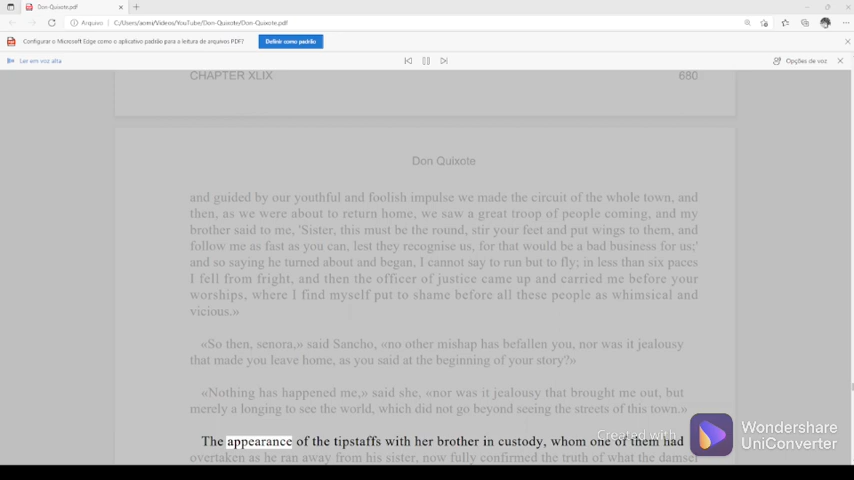 Don-Quixote.pdf
Arquivo C:/Users/acres/Videos/YouTube/Don-Quixote/Don-Quixote.pdf
Configurar o Microsoft Edge como o aplicativo padrão para a leitura de arquivos PDF? Definir como padrão
Ler em voz alta Opções de voz
CHAPTER XLIX 680
Don Quixote
and guided by our youthful and foolish impulse we made the circuit of the whole town, and
then, as we were about to return home, we saw a great troop of people coming, and my
brother said to me, 'Sister, this must be the round, stir your feet and put wings to them, and
follow me as fast as you can, lest they recognise us, for that would be a bad business for us;'
and so saying he turned about and began, I cannot say to run but to fly; in less than six paces
I fell from fright, and then the officer of justice came up and carried me before your
worships, where I find myself put to shame before all these people as whimsical and
vicious.»
«So then, senora,» said Sancho, «no other mishap has befallen you, nor was it jealousy
that made you leave home, as you said at the beginning of your story?»
«Nothing has happened me,» said she, «nor was it jealousy that brought me out, but
merely a longing to see the world, which did not go beyond seeing the streets of this town.»
The appearance of the tipstaffs with her brother in custody, whom one of them had
overtaken as he ran away from his sister, now fully confirmed the truth of what the damsel
Created with Wondershare
UniConverter